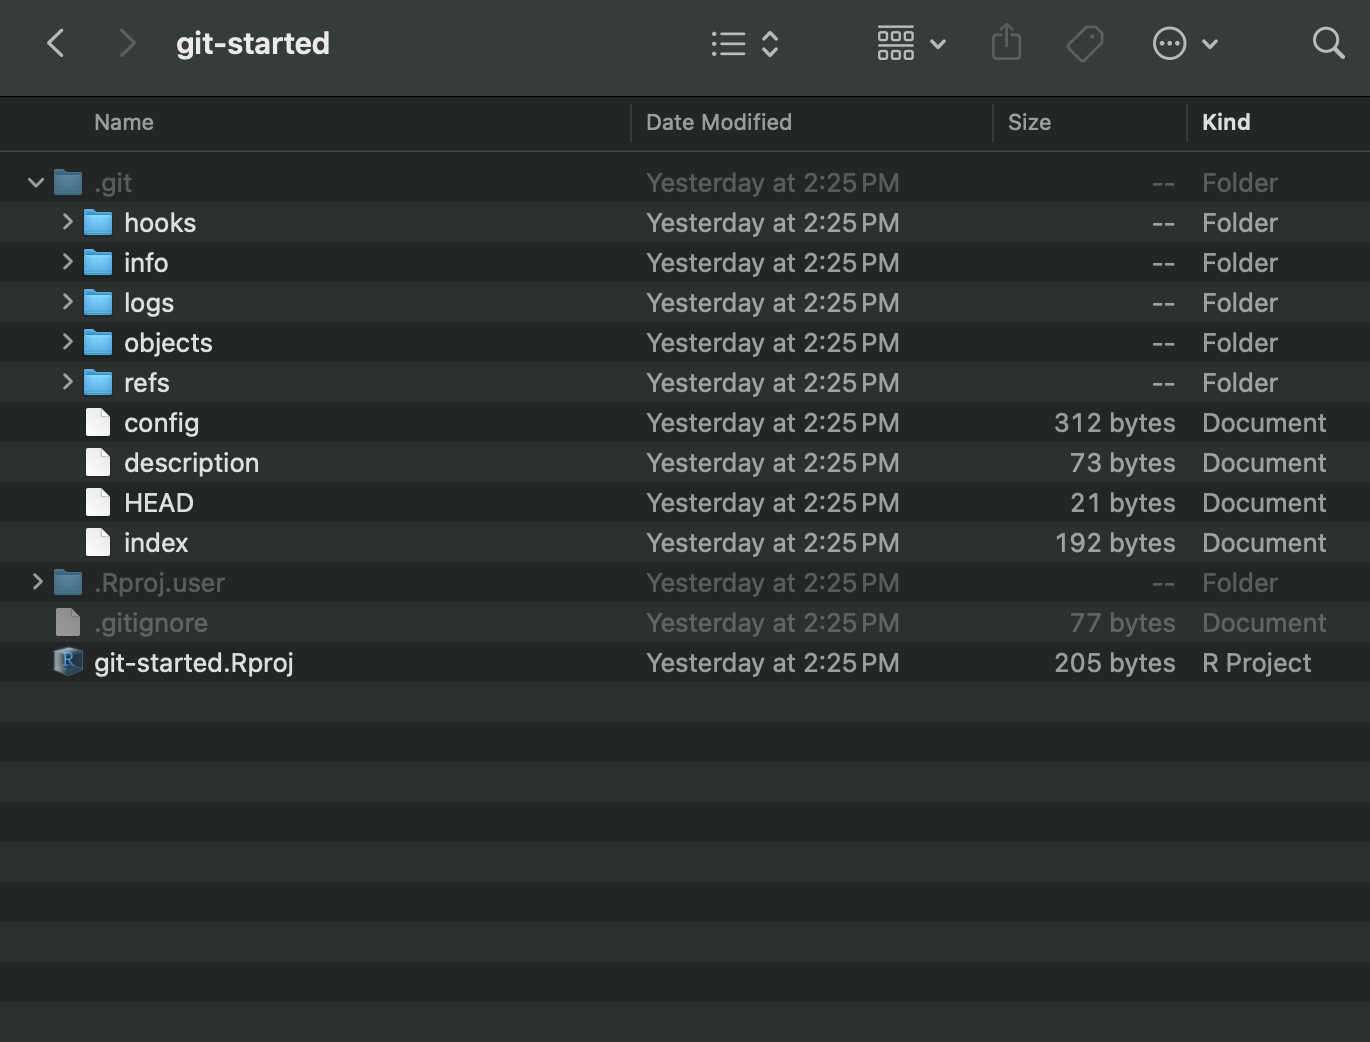 git-started
Name Date Modified Size Kind
.git Yesterday at 2:25 PM -- Folder
hooks Yesterday at 2:25 PM -- Folder
info Yesterday at 2:25 PM -- Folder
logs Yesterday at 2:25 PM -- Folder
objects Yesterday at 2:25 PM -- Folder
refs Yesterday at 2:25 PM -- Folder
config Yesterday at 2:25 PM 312 bytes Document
description Yesterday at 2:25 PM 73 bytes Document
HEAD Yesterday at 2:25 PM 21 bytes Document
index Yesterday at 2:25 PM 192 bytes Document
.Rproj.user Yesterday at 2:25 PM -- Folder
.gitignore Yesterday at 2:25 PM 77 bytes Document
git-started.Rproj Yesterday at 2:25 PM 205 bytes R Project